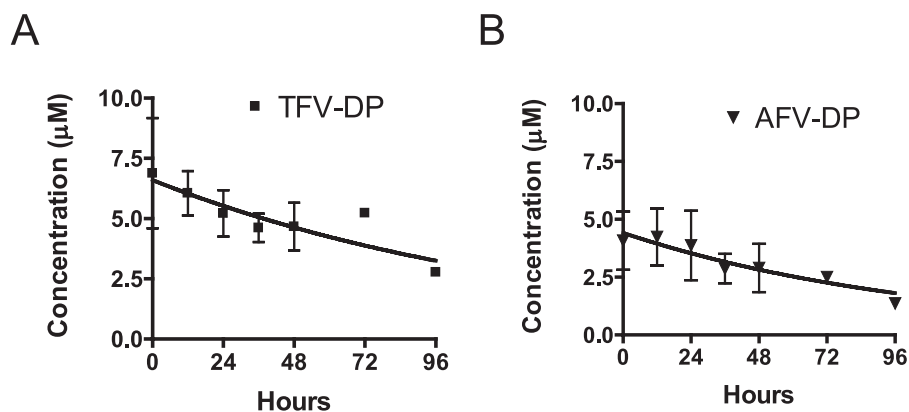 A
B
TFV-DP
AFV-DP
Concentration (μM)
10.0
7.5
5.0
2.5
0.0
0
24
48
72
96
Hours
Concentration (μM)
10.0
7.5
5.0
2.5
0.0
0
24
48
72
96
Hours